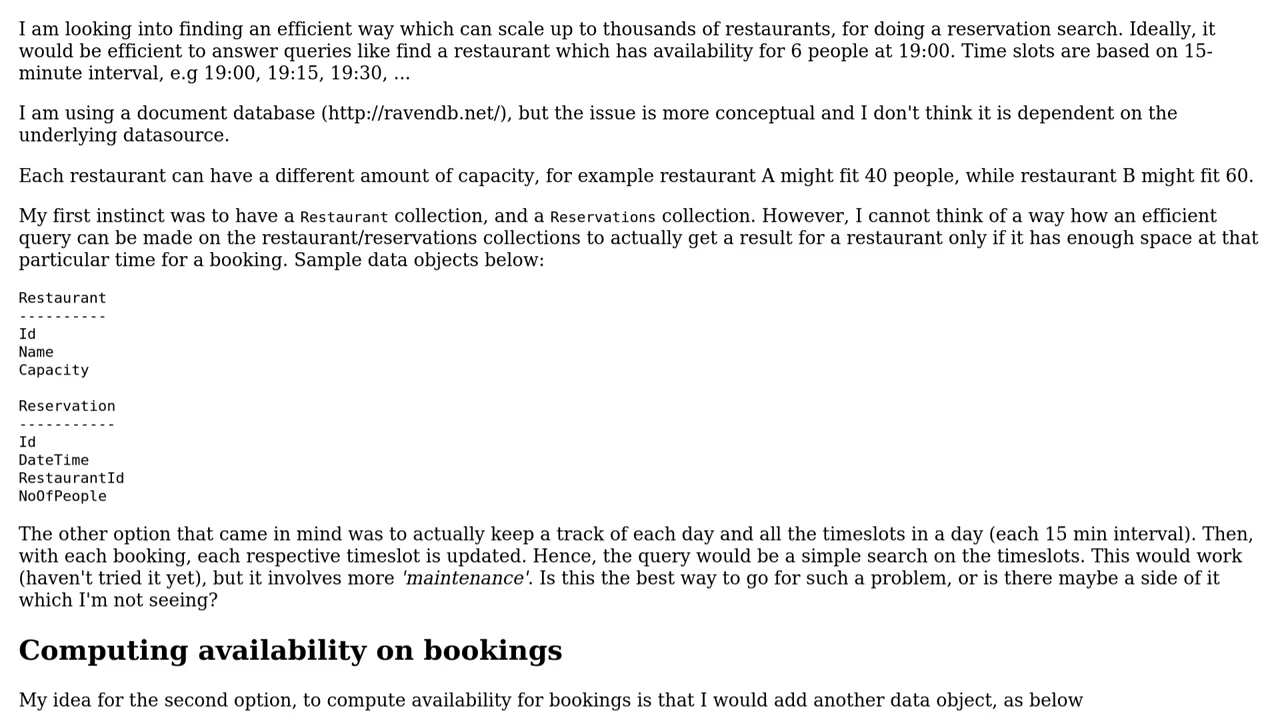 I am looking into finding an efficient way which can scale up to thousands of restaurants, for doing a reservation search. Ideally, it
would be efficient to answer queries like find a restaurant which has availability for 6 people at 19:00. Time slots are based on 15-
minute interval, e.g 19:00, 19:15, 19:30, ...
I am using a document database (http://ravendb.net/), but the issue is more conceptual and I don't think it is dependent on the
underlying datasource.
Each restaurant can have a different amount of capacity, for example restaurant A might fit 40 people, while restaurant B might fit 60.
My first instinct was to have a Restaurant collection, and a Reservations collection. However, I cannot think of a way how an efficient
query can be made on the restaurant/reservations collections to actually get a result for a restaurant only if it has enough space at that
particular time for a booking. Sample data objects below:
Restaurant
----------
Id
Name
Capacity
Reservation
-----------
Id
DateTime
RestaurantId
NoOfPeople
The other option that came in mind was to actually keep a track of each day and all the timeslots in a day (each 15 min interval). Then,
with each booking, each respective timeslot is updated. Hence, the query would be a simple search on the timeslots. This would work
(haven't tried it yet), but it involves more 'maintenance'. Is this the best way to go for such a problem, or is there maybe a side of it
which I'm not seeing?
Computing availability on bookings
My idea for the second option, to compute availability for bookings is that I would add another data object, as below